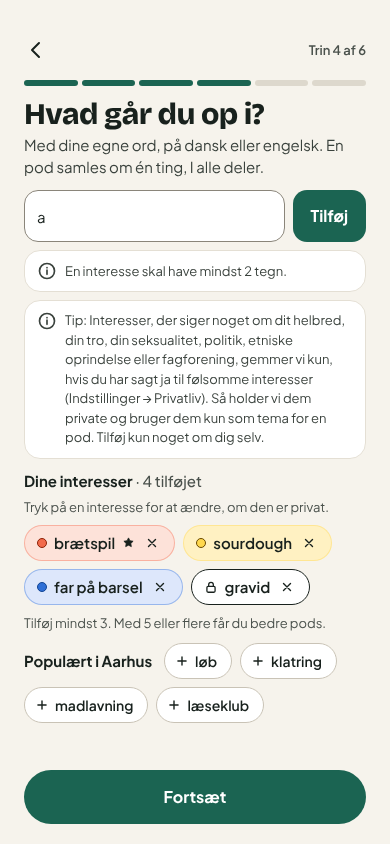 Trin 4 af 6
Hvad går du op i?
Med dine egne ord, på dansk eller engelsk. En
pod samles om én ting, I alle deler.
a
Tilføj
En interesse skal have mindst 2 tegn.
Tip: Interesser, der siger noget om dit helbred,
din tro, din seksualitet, politik, etniske
oprindelse eller fagforening, gemmer vi kun,
hvis du har sagt ja til følsomme interesser
(Indstillinger → Privatliv). Så holder vi dem
private og bruger dem kun som tema for en
pod. Tilføj kun noget om dig selv.
Dine interesser · 4 tilføjet
Tryk på en interesse for at ændre, om den er privat.
brætspil ★ ×
sourdough ×
far på barsel ×
gravid ×
Tilføj mindst 3. Med 5 eller flere får du bedre pods.
Populært i Aarhus
+ løb
+ klatring
+ madlavning
+ læseklub
Fortsæt